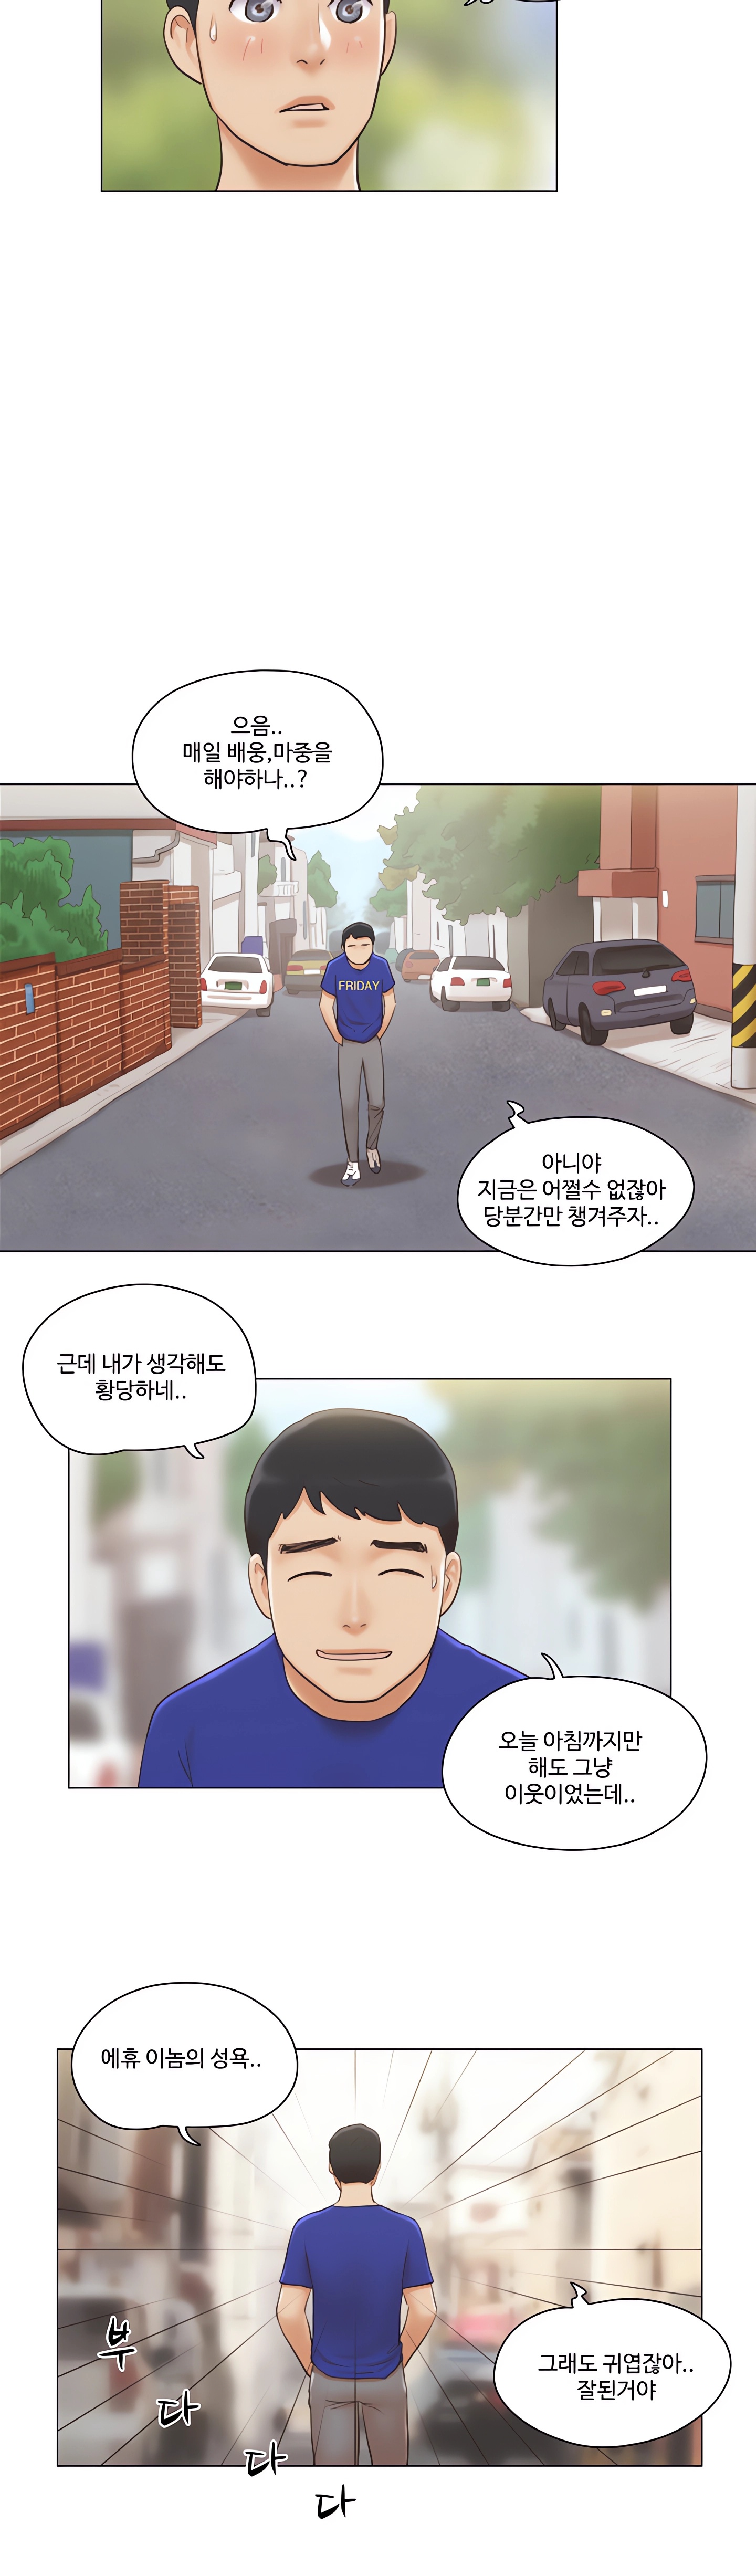 으음..
매일 배웅,마중을
해야하나..?
FRIDAY
아니야
지금은 어쩔수 없잖아
당분간만 챙겨주자..
근데 내가 생각해도
황당하네..
오늘 아침까지만
해도 그냥
이웃이었는데..
에휴 이놈의 성욕..
그래도 귀엽잖아..
잘된거야
부
다
다
다